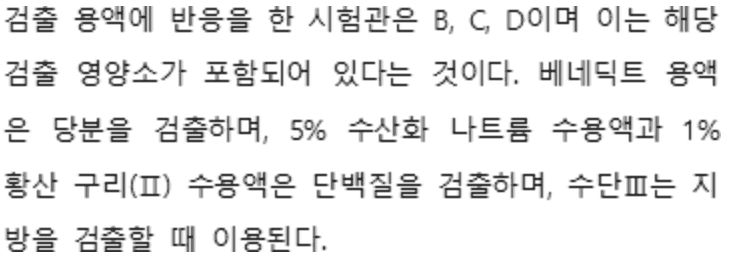 검출 용액에 반응을 한 시험관은 B, C, D이며 이는 해당
검출 영양소가 포함되어 있다는 것이다. 베네딕트 용액
은 당분을 검출하며, 5% 수산화 나트륨 수용액과 1%
황산 구리(Ⅱ) 수용액은 단백질을 검출하며, 수단Ⅲ는 지
방을 검출할 때 이용된다.